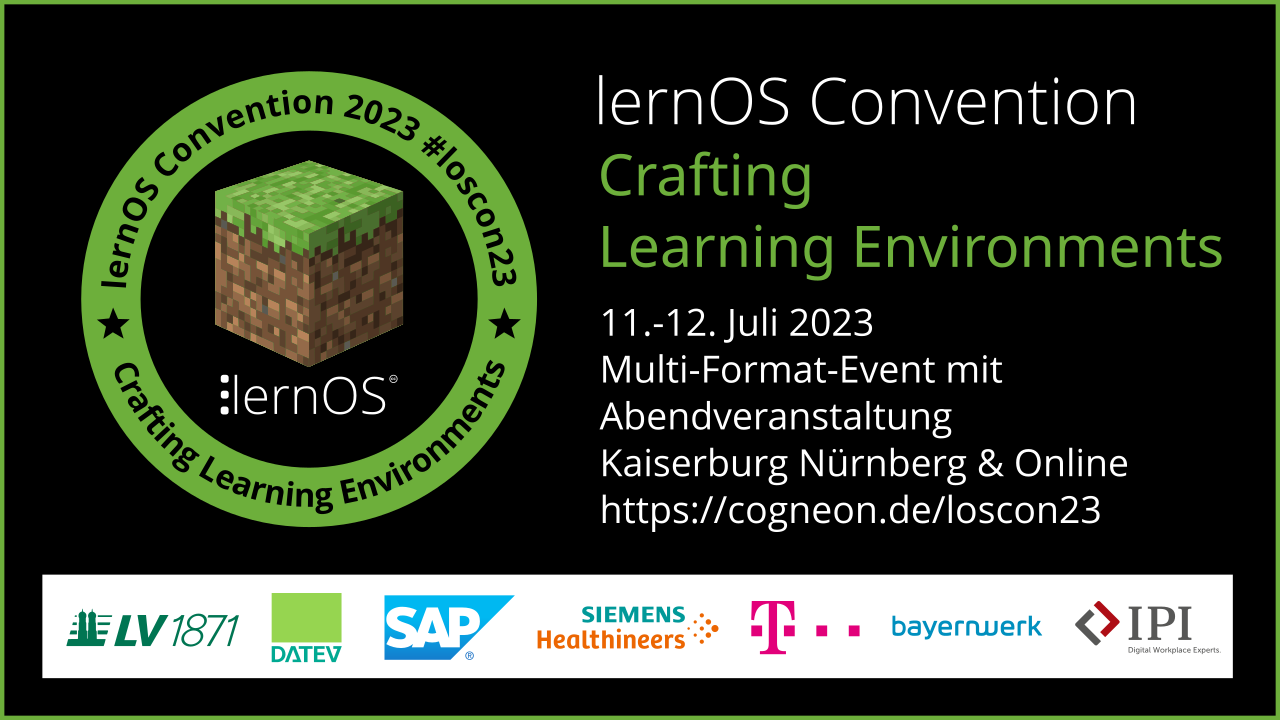 lernOS Convention 2023 #loscon23
Crafting Learning Environments
lernOS
lernOS Convention
Crafting
Learning Environments
11.-12. Juli 2023
Multi-Format-Event mit
Abendveranstaltung
Kaiserburg Nürnberg & Online
https://cogneon.de/loscon23
LV 1871
DATEV
SAP®
SIEMENS
Healthineers
T
bayernwerk
IPI
Digital Workplace Experts.